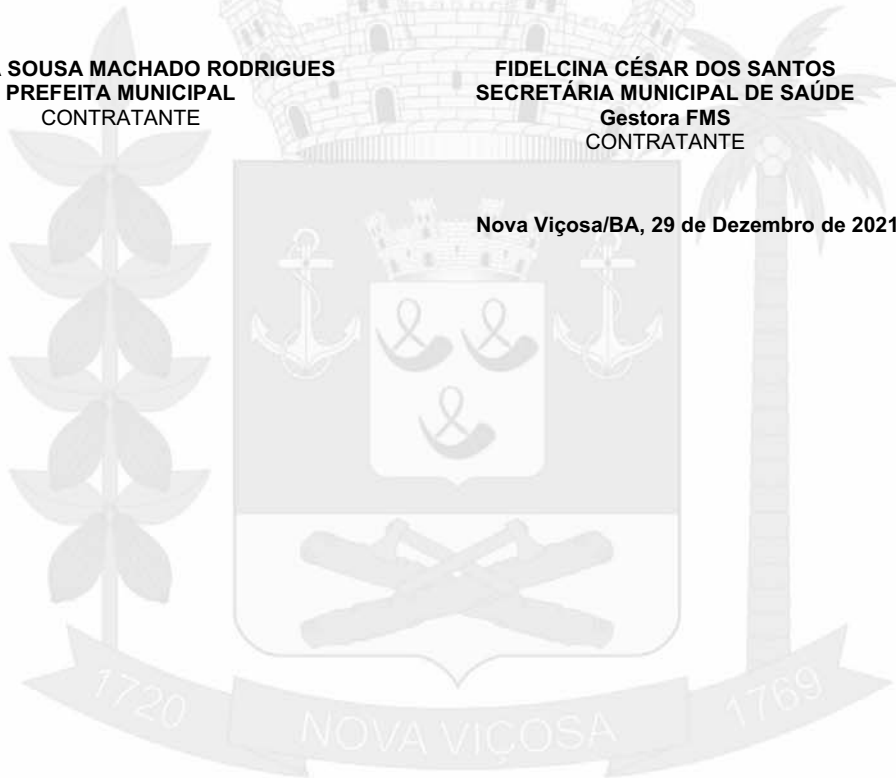 SOUSA MACHADO RODRIGUES
PREFEITA MUNICIPAL
CONTRATANTE
FIDELCINA CÉSAR DOS SANTOS
SECRETÁRIA MUNICIPAL DE SAÚDE
Gestora FMS
CONTRATANTE
Nova Viçosa/BA, 29 de Dezembro de 2021
1720
NOVA VIÇOSA
1769